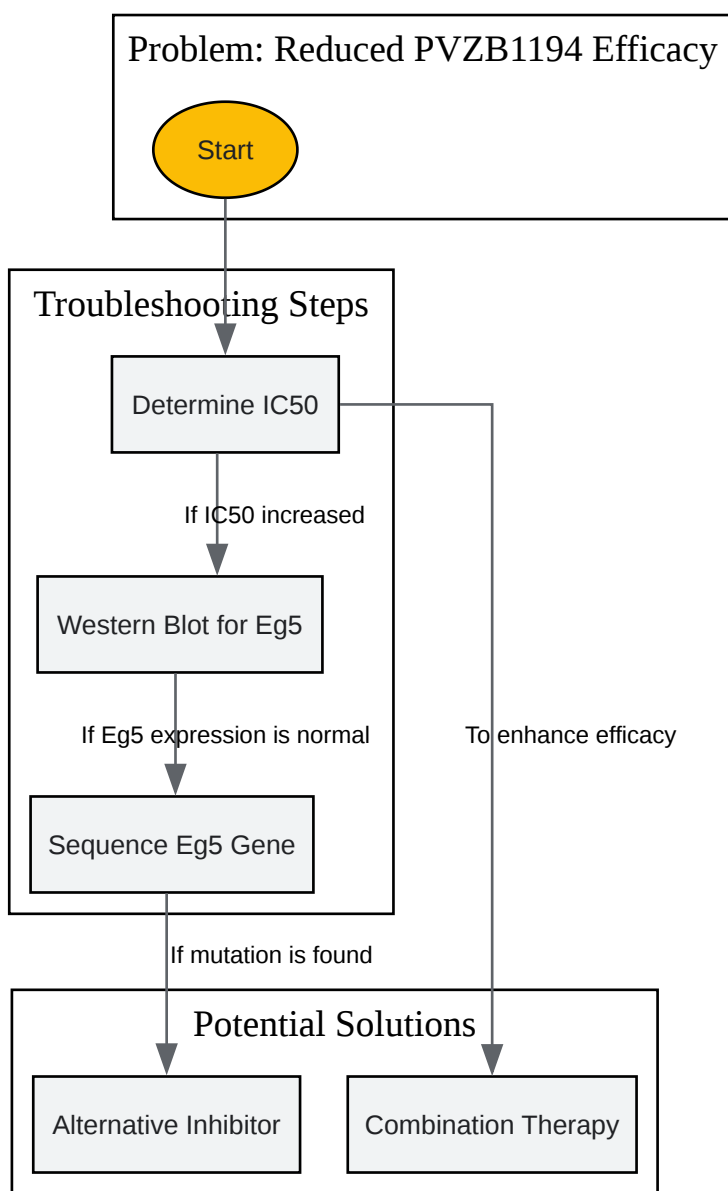 Problem: Reduced PVZB1194 Efficacy
Start
Troubleshooting Steps
Determine IC50
If IC50 increased
Western Blot for Eg5
If Eg5 expression is normal
To enhance efficacy
Sequence Eg5 Gene
If mutation is found
Potential Solutions
Alternative Inhibitor
Combination Therapy